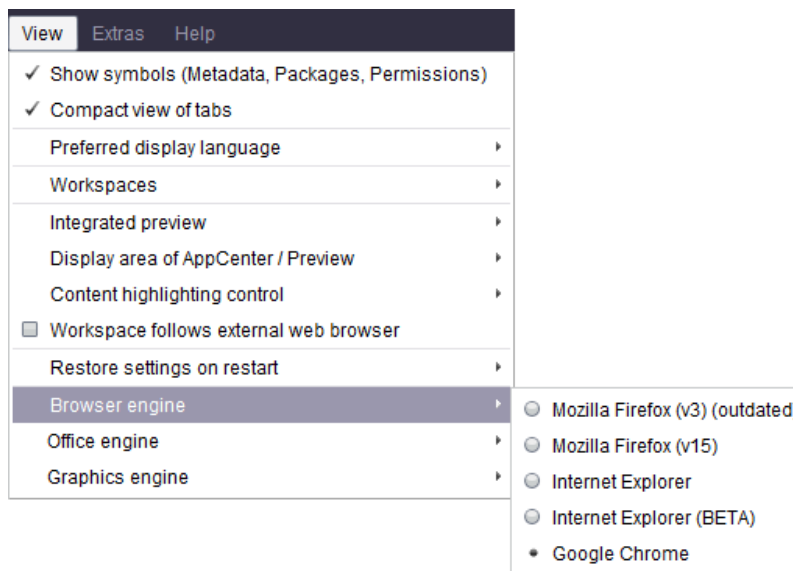 View Extras Help
Show symbols (Metadata, Packages, Permissions)
Compact view of tabs
Preferred display language
Workspaces
Integrated preview
Display area of AppCenter / Preview
Content highlighting control
Workspace follows external web browser
Restore settings on restart
Browser engine
Office engine
Graphics engine
Mozilla Firefox (v3) (outdated
Mozilla Firefox (v15)
Internet Explorer
Internet Explorer (BETA)
Google Chrome